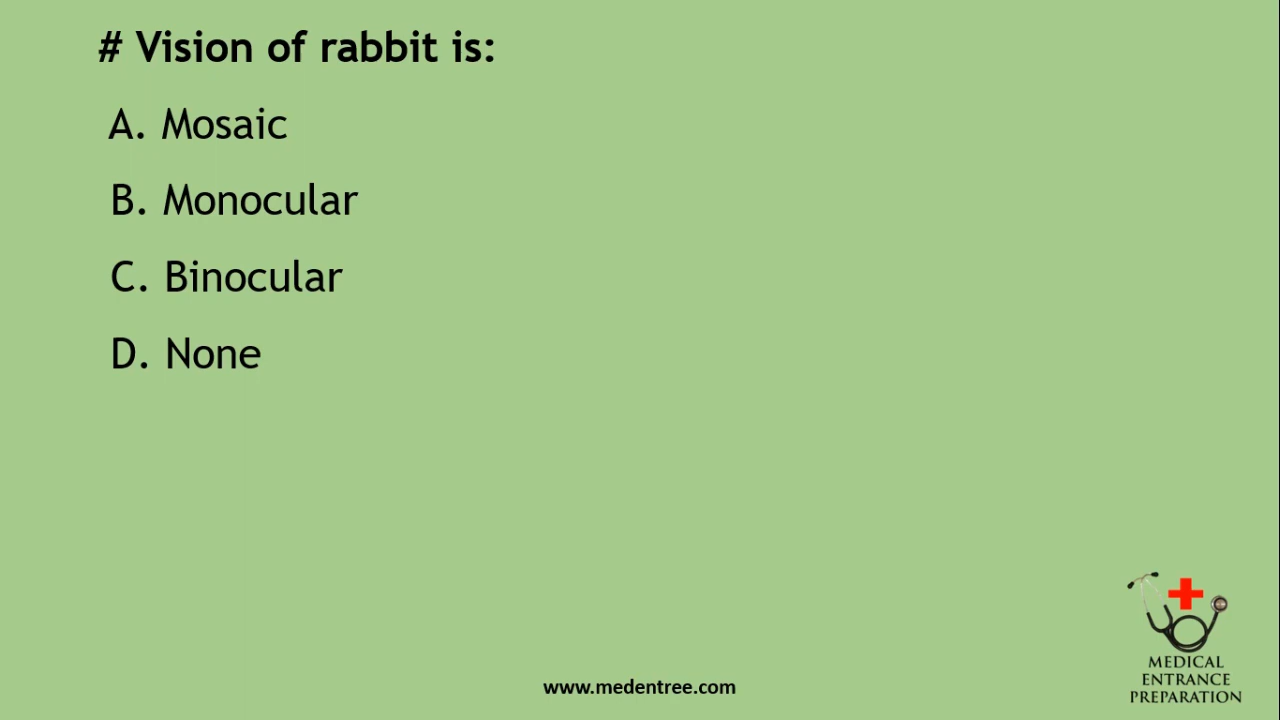 # Vision of rabbit is:
A. Mosaic
B. Monocular
C. Binocular
D. None
www.medentree.com
MEDICAL
ENTRANCE
PREPARATION